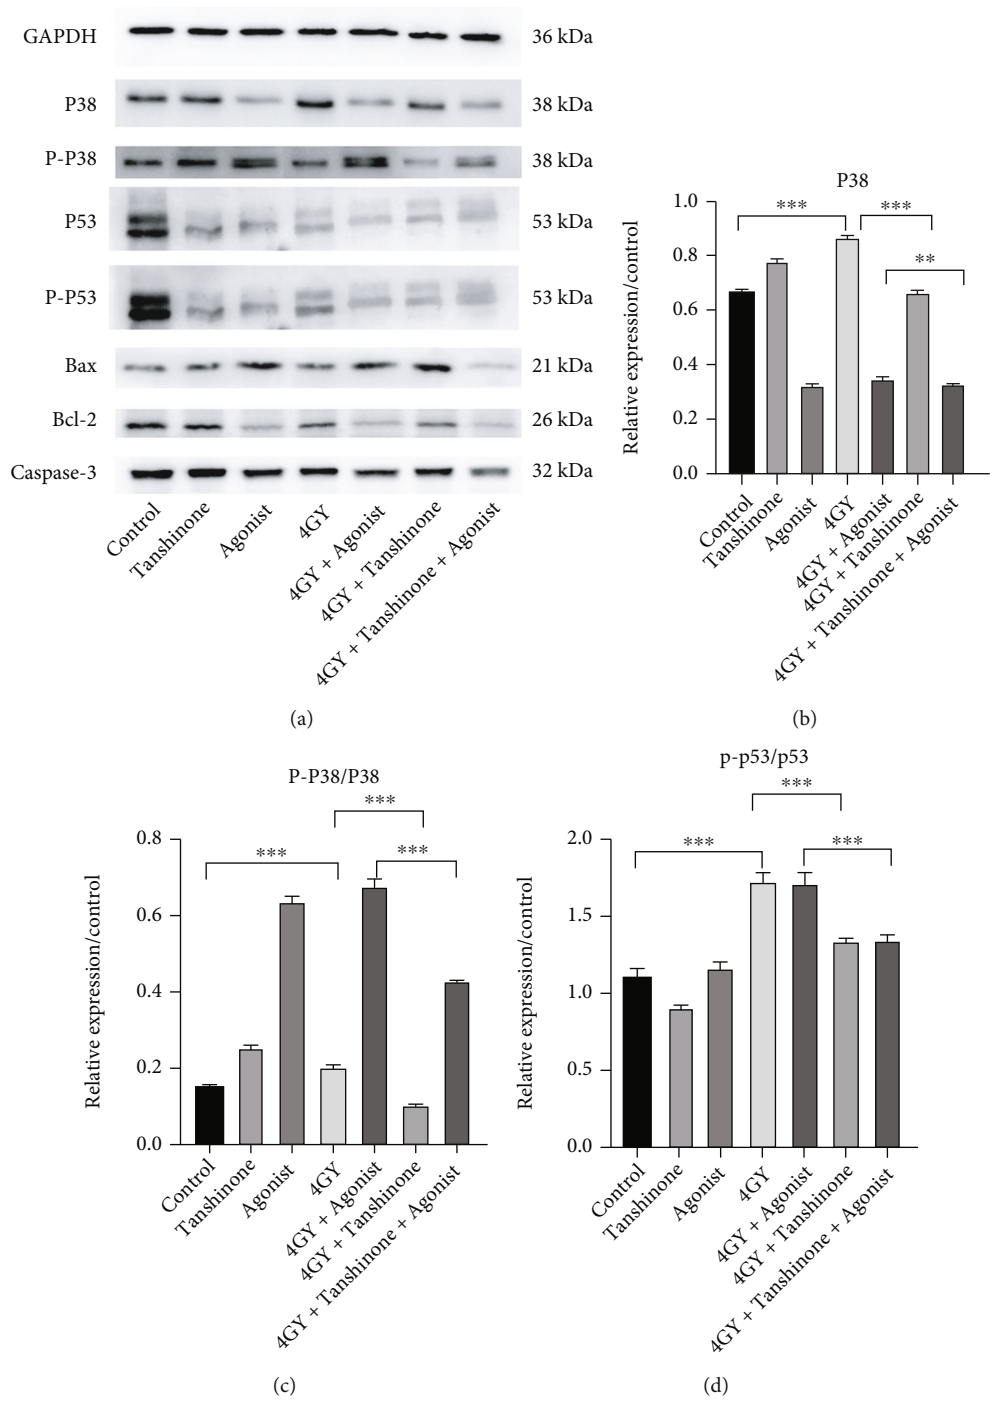 GAPDH 36 kDa
P38 38 kDa
P-P38 38 kDa
P53 53 kDa
P-P53 53 kDa
Bax 21 kDa
Bcl-2 26 kDa
Caspase-3 32 kDa
Control
Tanshinone
Agonist
4GY
4GY + Agonist
4GY + Tanshinone
4GY + Tanshinone + Agonist
(a)
P38
Relative expression/control
1.0
0.8
0.6
0.4
0.2
0.0
***
***
**
Control
Tanshinone
Agonist
4GY
4GY + Agonist
4GY + Tanshinone
4GY + Tanshinone + Agonist
(b)
P-P38/P38
Relative expression/control
0.8
0.6
0.4
0.2
0.0
***
***
***
Control
Tanshinone
Agonist
4GY
4GY + Agonist
4GY + Tanshinone
4GY + Tanshinone + Agonist
(c)
p-p53/p53
Relative expression/control
2.0
1.5
1.0
0.5
0.0
***
***
***
Control
Tanshinone
Agonist
4GY
4GY + Agonist
4GY + Tanshinone
4GY + Tanshinone + Agonist
(d)